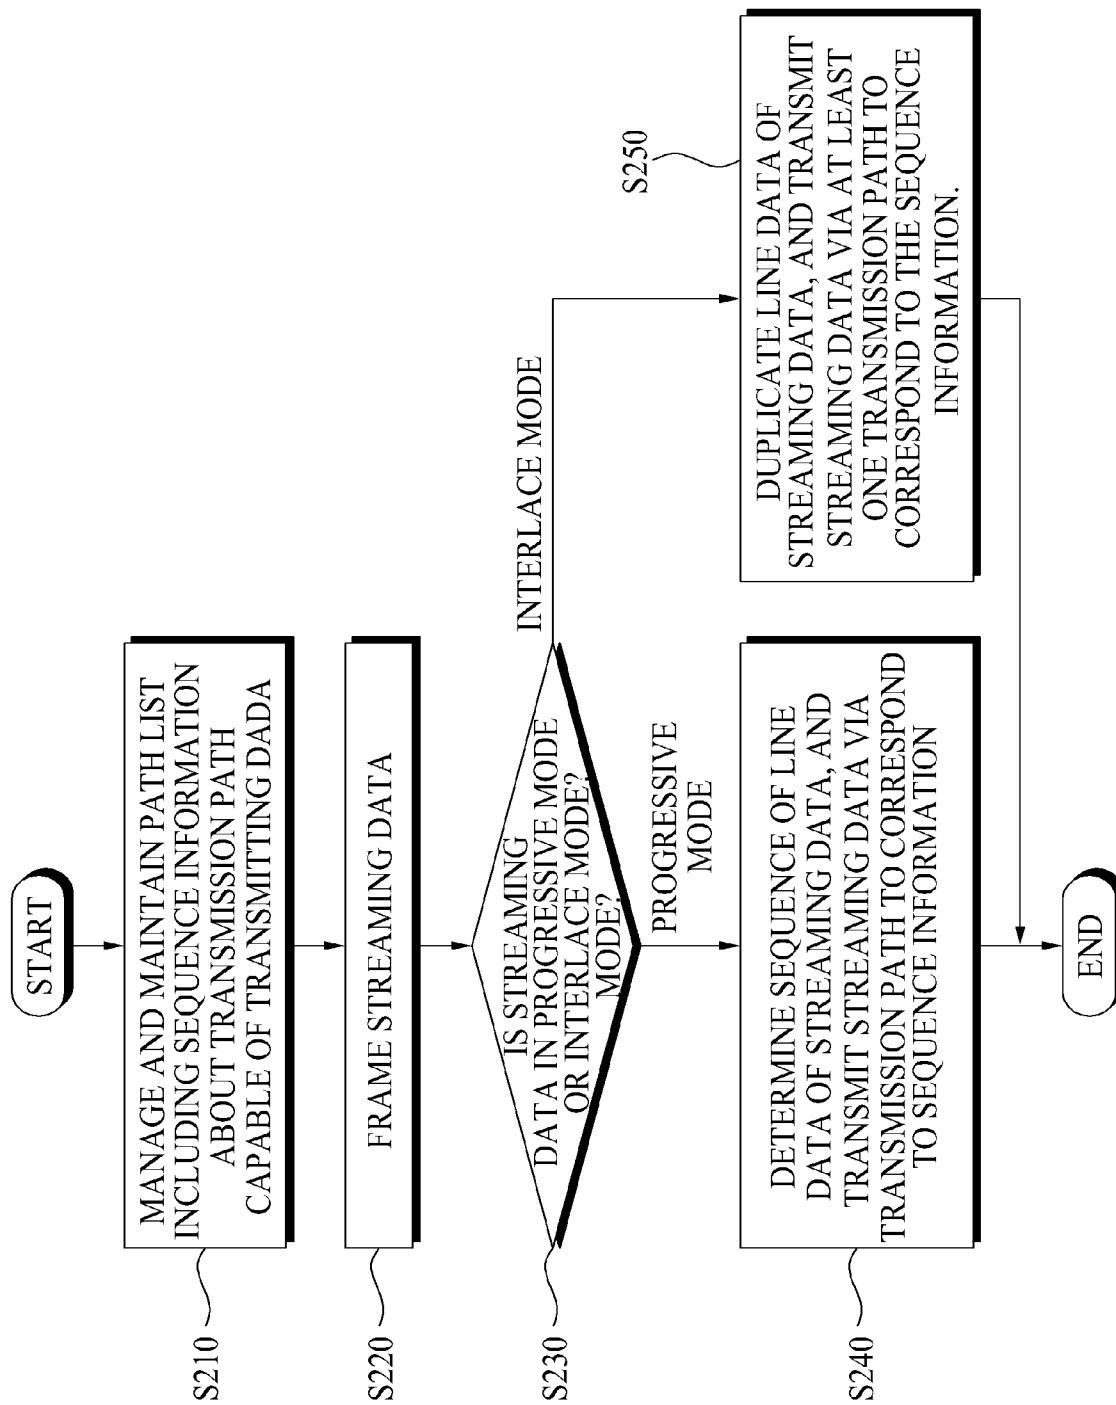 START
MANAGE AND MAINTAIN PATH LIST
INCLUDING SEQUENCE INFORMATION
ABOUT TRANSMISSION PATH
CAPABLE OF TRANSMITTING DADA
S210
FRAME STREAMING DATA
S220
IS STREAMING
DATA IN PROGRESSIVE MODE
OR INTERLACE MODE?
MODE?
S230
INTERLACE MODE
PROGRESSIVE
MODE
DETERMINE SEQUENCE OF LINE
DATA OF STREAMING DATA, AND
TRANSMIT STREAMING DATA VIA
TRANSMISSION PATH TO CORRESPOND
TO SEQUENCE INFORMATION
S240
S250
DUPLICATE LINE DATA OF
STREAMING DATA, AND TRANSMIT
STREAMING DATA VIA AT LEAST
ONE TRANSMISSION PATH TO
CORRESPOND TO THE SEQUENCE
INFORMATION.
END